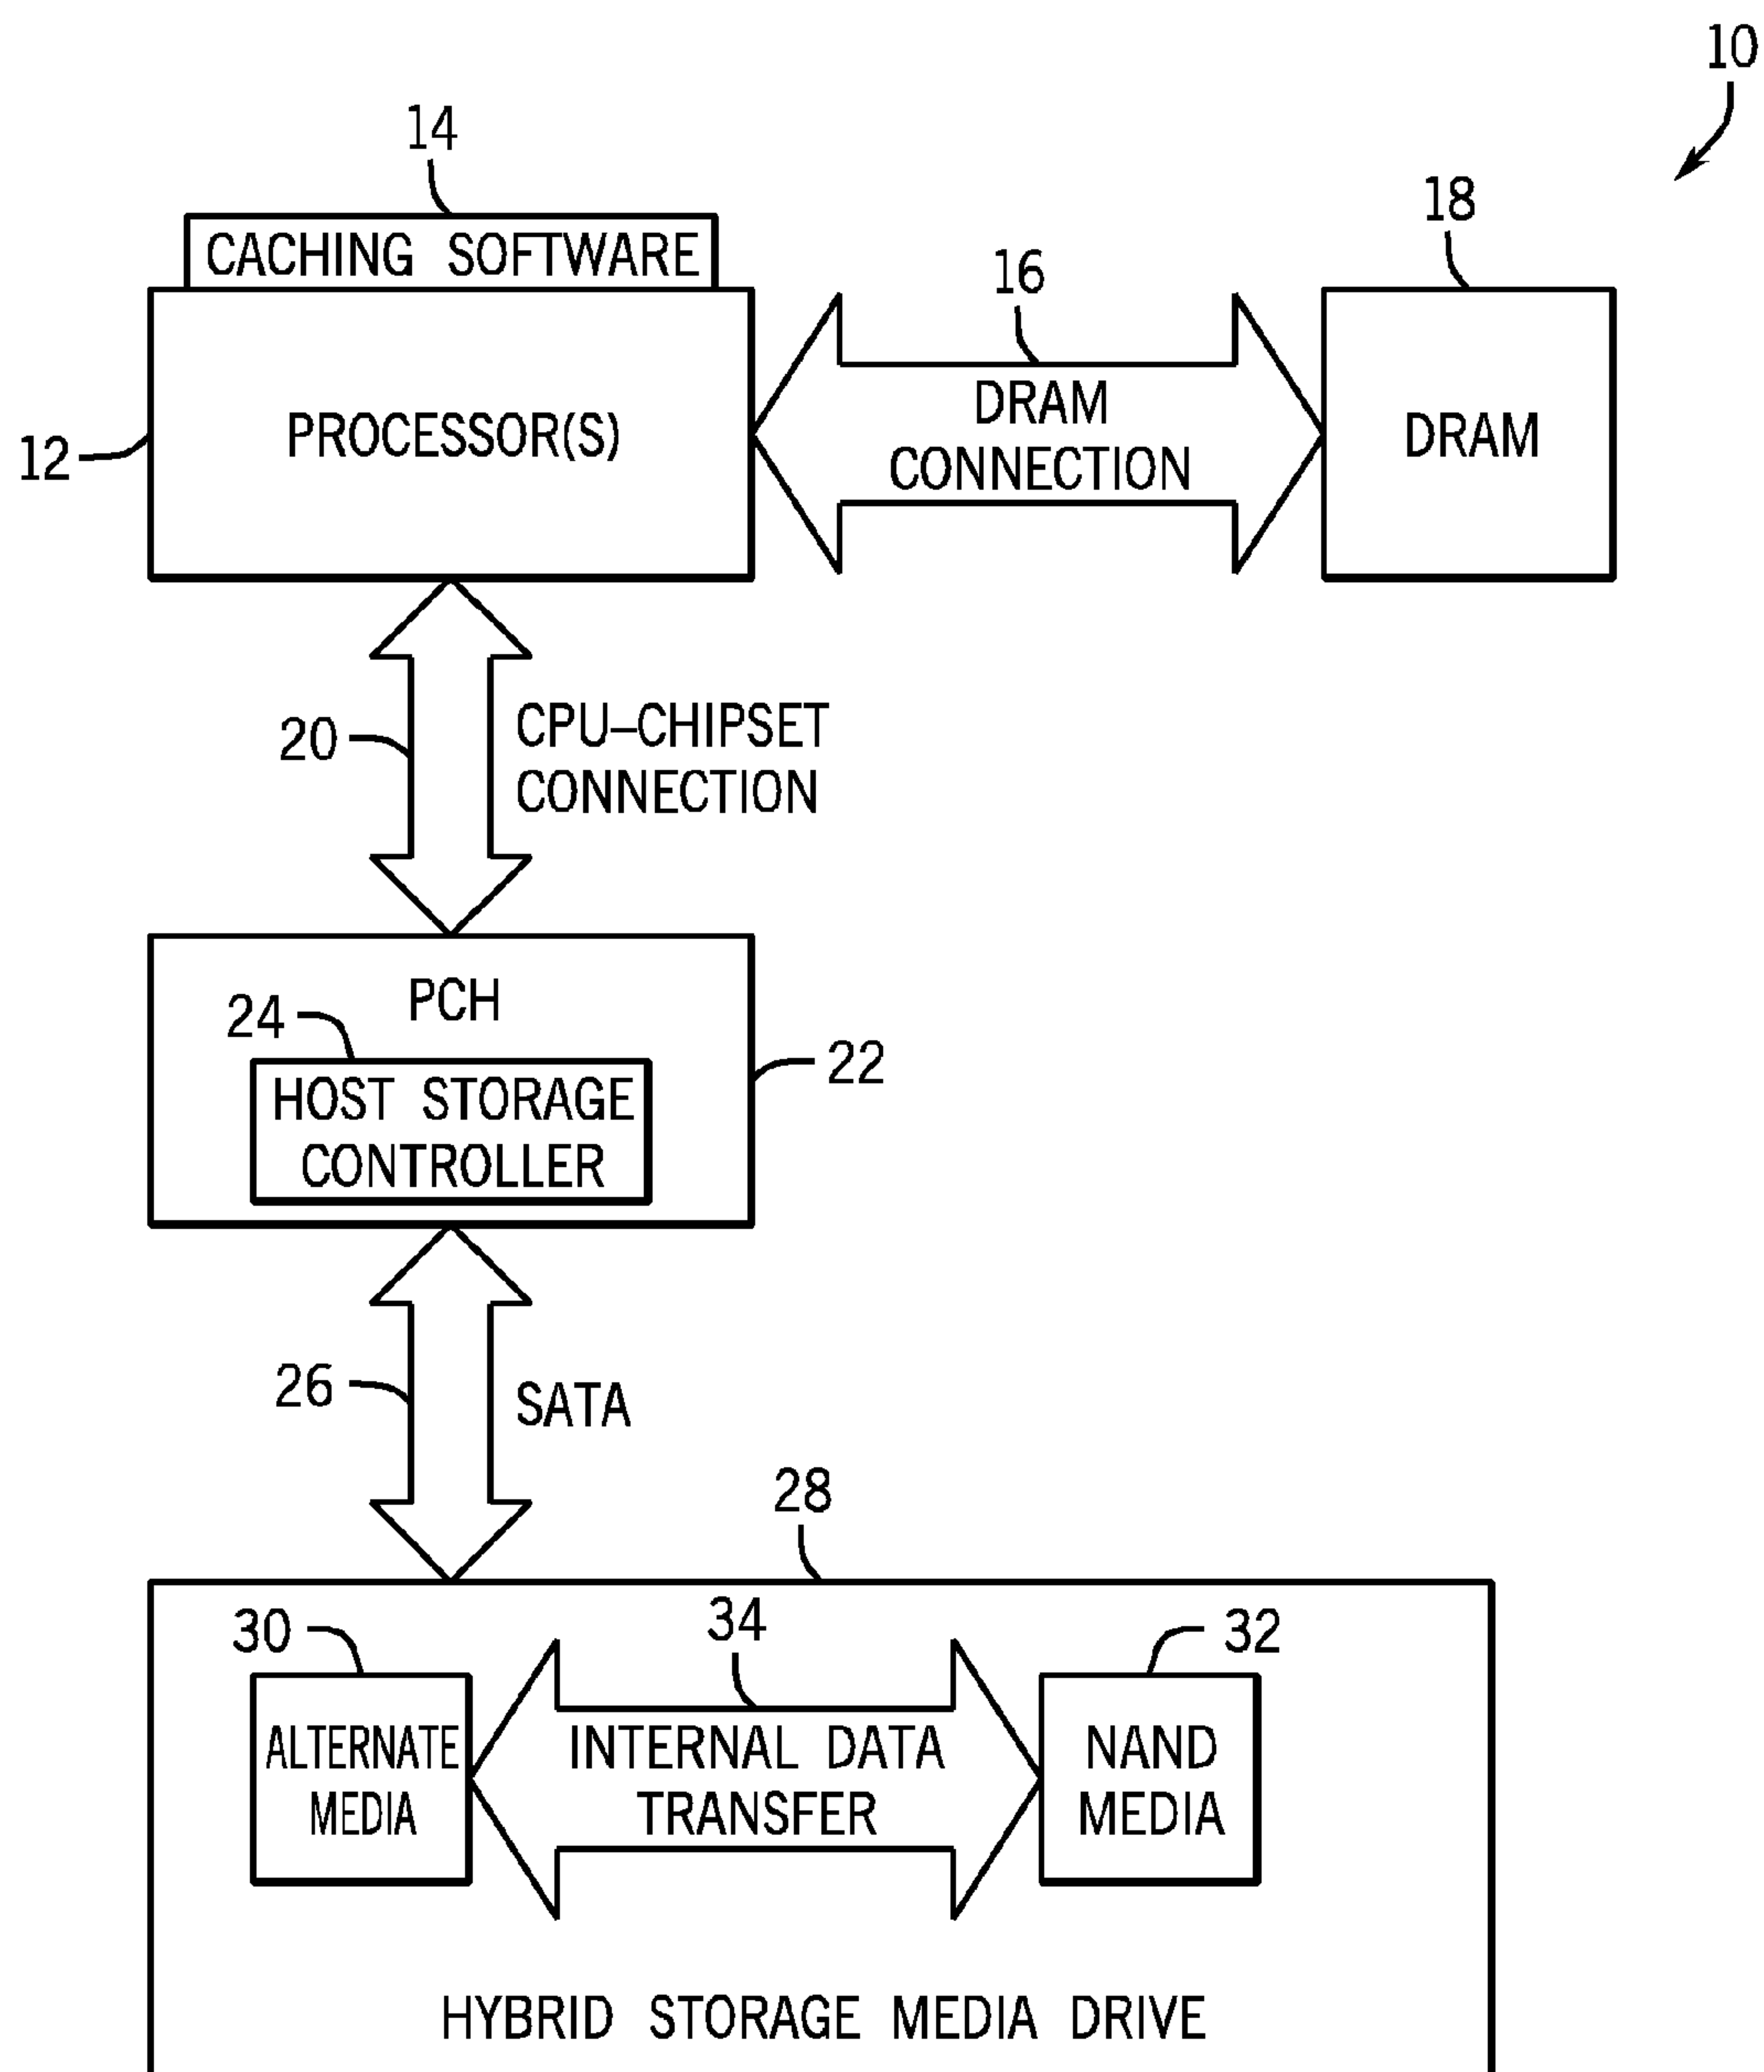 10
14
18
CACHING SOFTWARE
16
12
PROCESSOR(S)
DRAM
CONNECTION
DRAM
20
CPU–CHIPSET
CONNECTION
PCH
24
22
HOST STORAGE
CONTROLLER
26
SATA
28
30
34
32
ALTERNATE
MEDIA
INTERNAL DATA
TRANSFER
NAND
MEDIA
HYBRID STORAGE MEDIA DRIVE